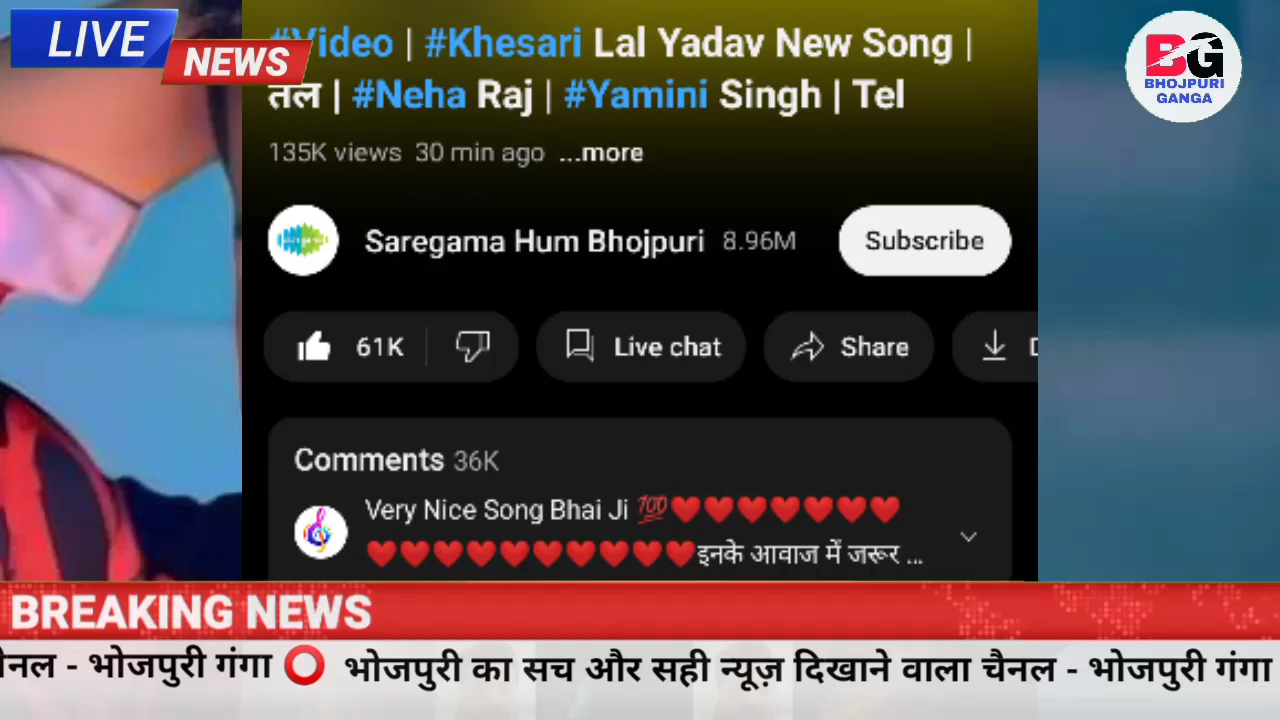 LIVE
NEWS
#Video | #Khesari Lal Yadav New Song |
तेल | #Neha Raj | #Yamini Singh | Tel
135K views 30 min ago ...more
Saregama Hum Bhojpuri 8.96M
Subscribe
61K
Live chat
Share
Comments 36K
Very Nice Song Bhai Ji 💯❤️❤️❤️❤️❤️❤️❤️
❤️❤️❤️❤️❤️❤️❤️❤️❤️❤️इनके आवाज में जरूर ...
BG
BHOJPURI
GANGA
BREAKING NEWS
- भोजपुरी गंगा ⭕ भोजपुरी का सच और सही न्यूज़ दिखाने वाला चैनल - भोजपुरी गंगा